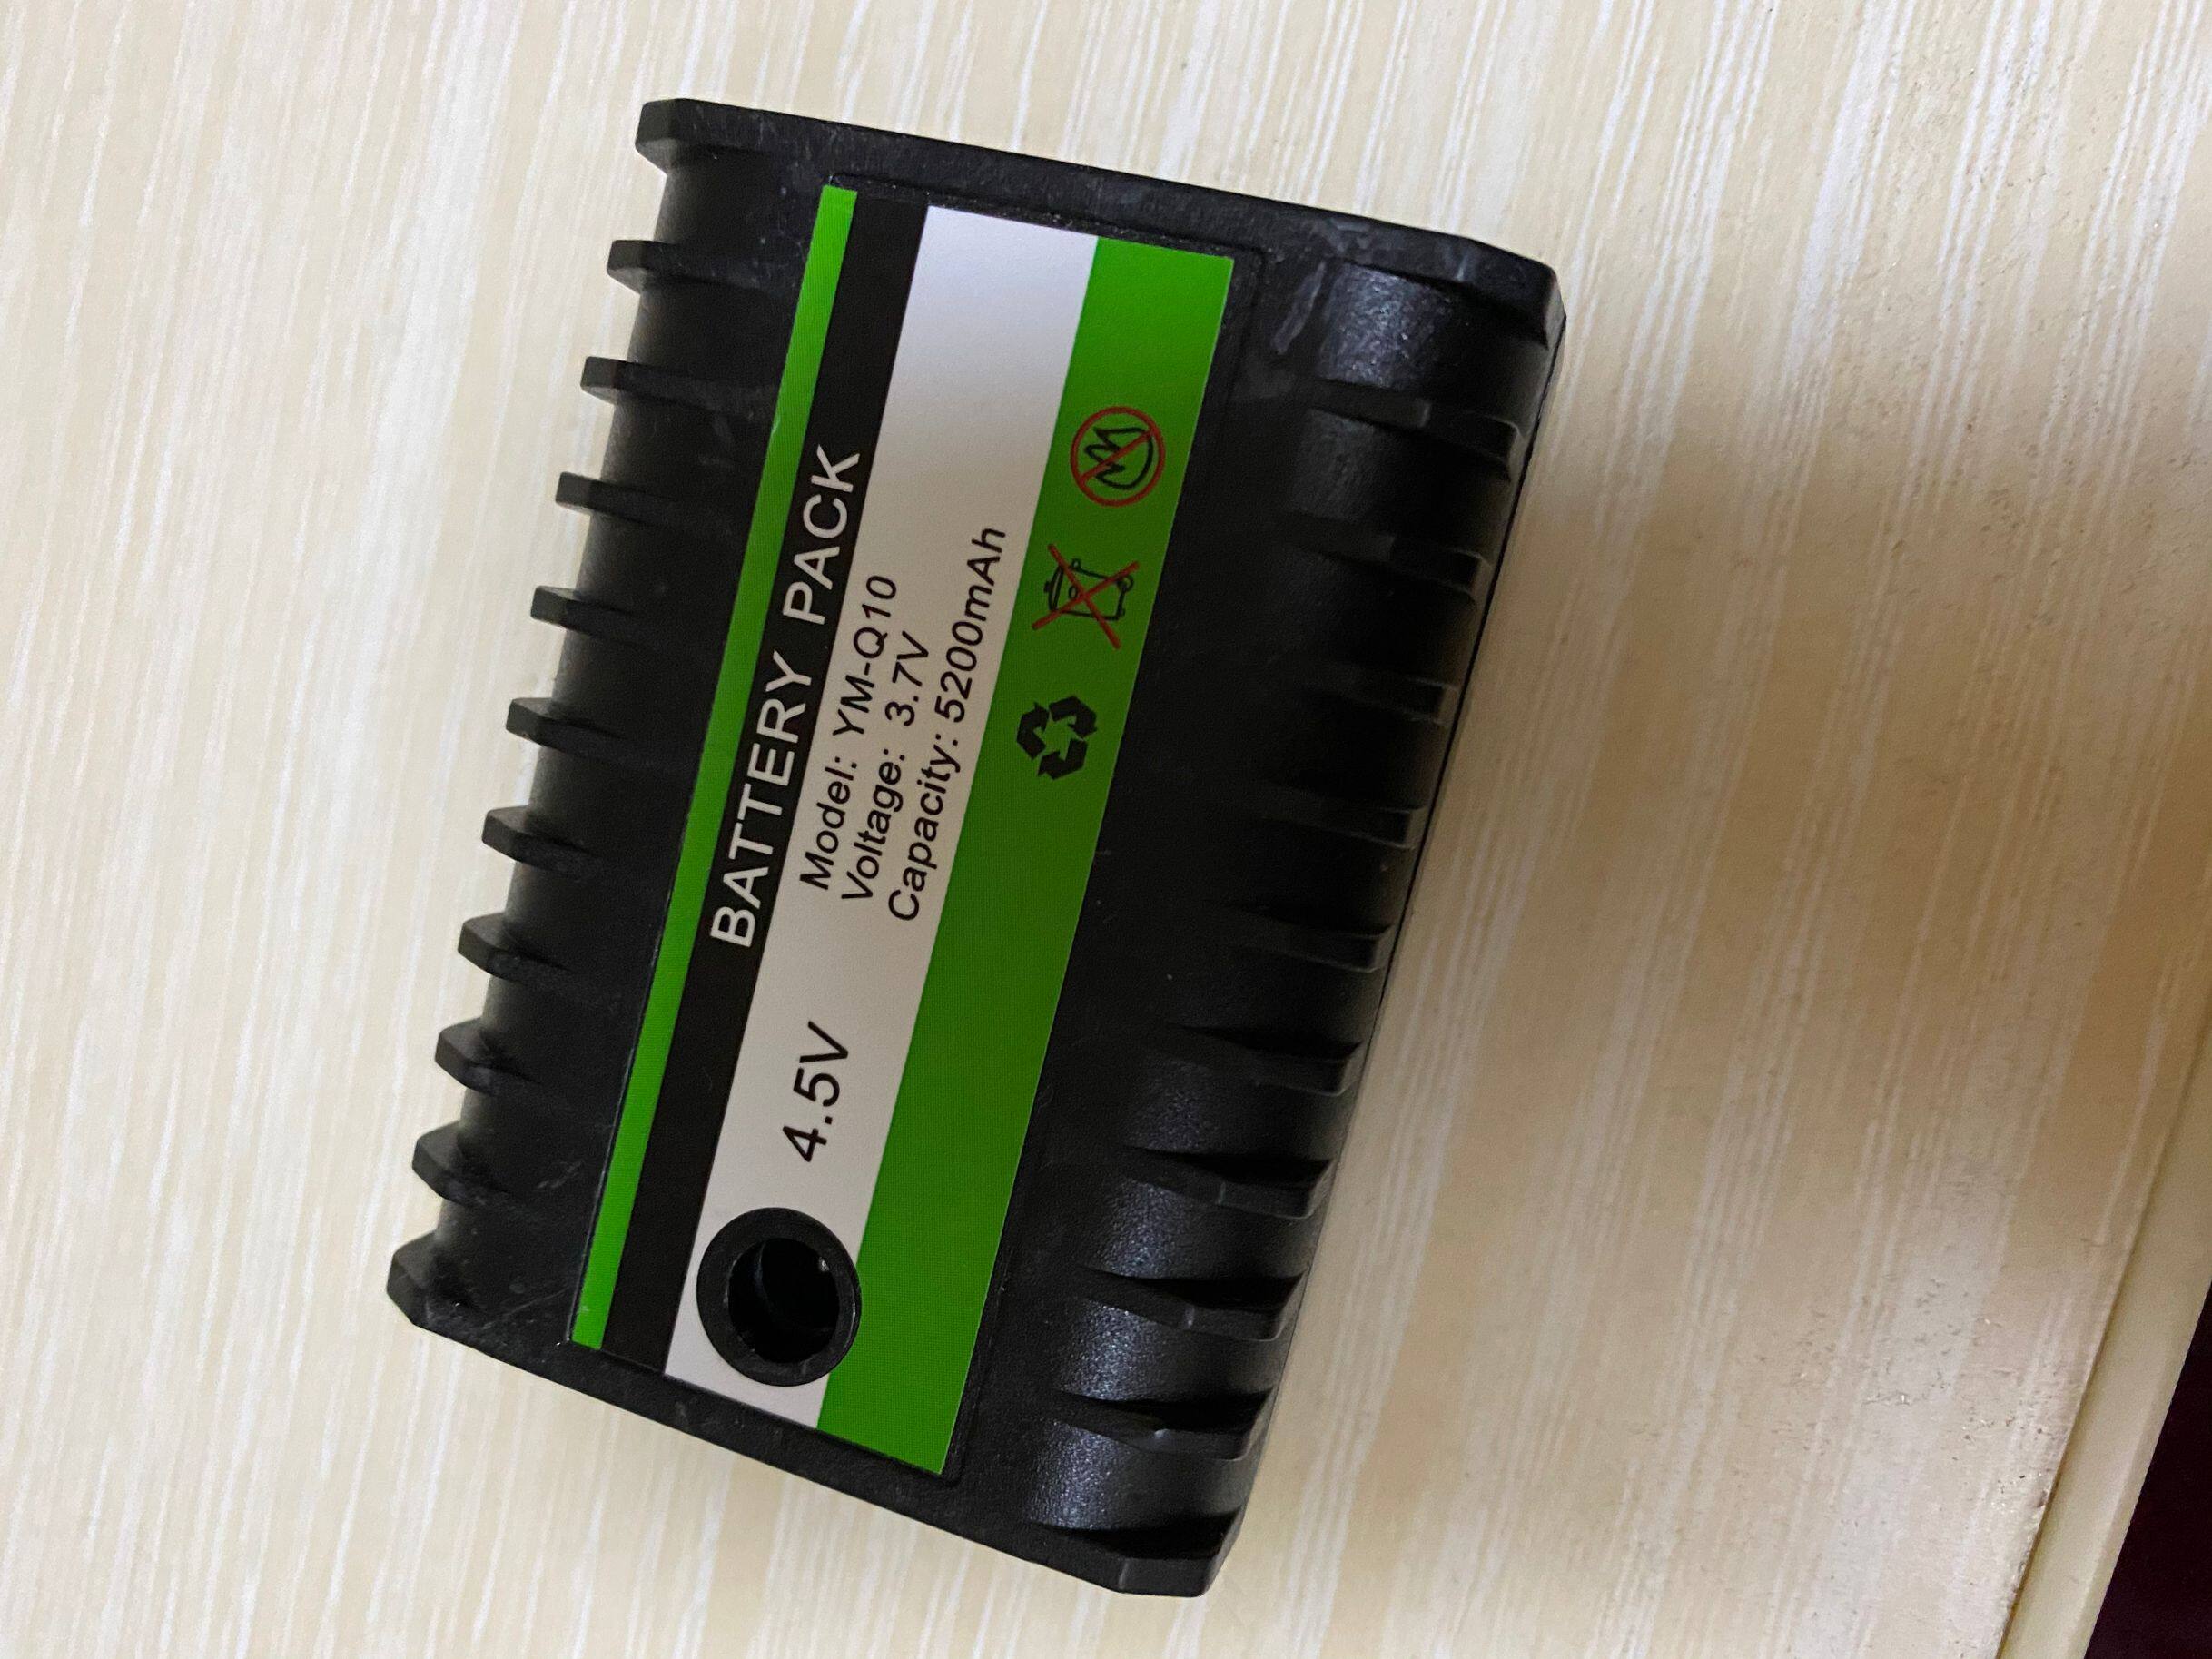 BATTERY PACK
Model: YM-Q10
Voltage: 3.7V
Capacity: 5200mAh
4.5V